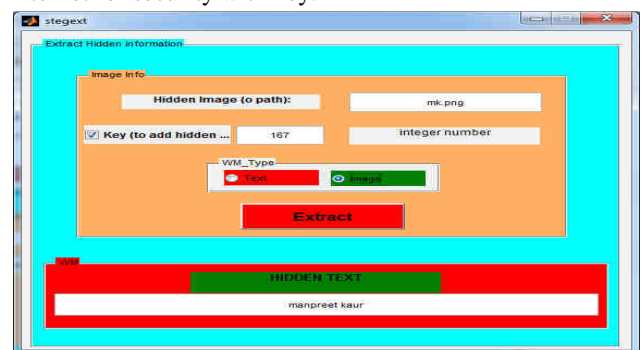 stegext
Extract Hidden information
Image Info
Hidden Image (o path):
mk.png
Key (to add hidden ...
167
integer number
WM_Type
Text
Image
Extract
WM
HIDDEN TEXT
manpreet kaur